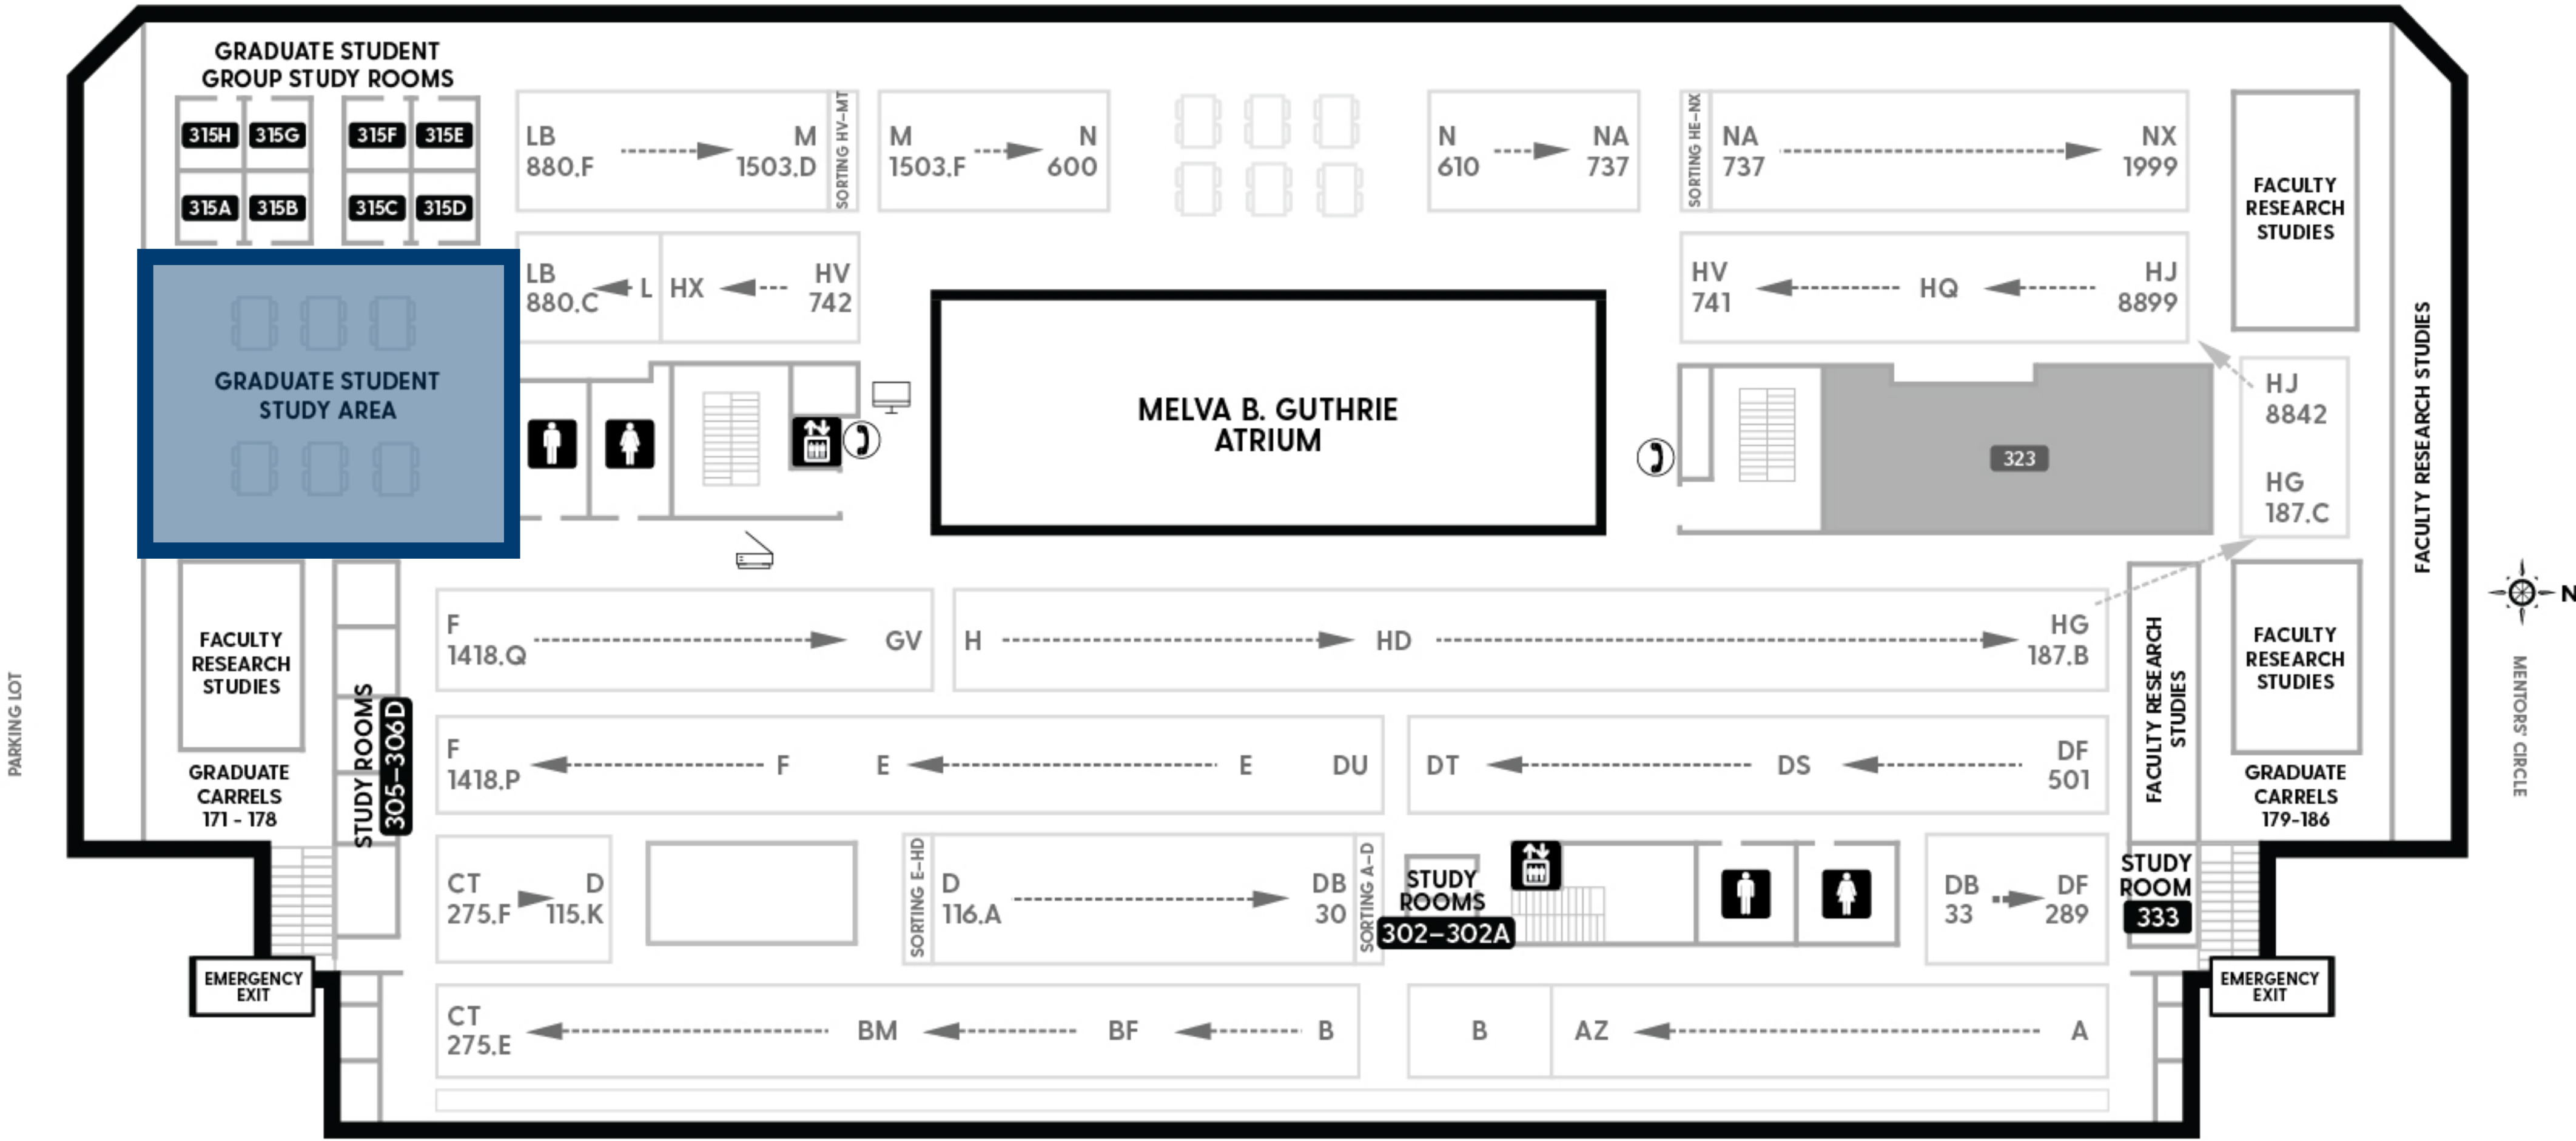 GRADUATE STUDENT
GROUP STUDY ROOMS
315H 315G 315F 315E
315A 315B 315C 315D
LB
880.F
M
1503.D
SORTING HV-MT
M
1503.F
N
600
N
610
NA
737
SORTING HE-NX
NA
737
NX
1999
FACULTY
RESEARCH
STUDIES
LB
880.C
L
HX
HV
742
HV
741
HQ
HJ
8899
GRADUATE STUDENT
STUDY AREA
MELVA B. GUTHRIE
ATRIUM
323
HJ
8842
HG
187.C
FACULTY RESEARCH STUDIES
N
MENTORS' CIRCLE
PARKING LOT
FACULTY
RESEARCH
STUDIES
GRADUATE
CARRELS
171 - 178
STUDY ROOMS
305-306D
F
1418.Q
GV
H
HD
HG
187.B
FACULTY RESEARCH
STUDIES
FACULTY
RESEARCH
STUDIES
GRADUATE
CARRELS
179-186
F
1418.P
F
E
E
DU
DT
DS
DF
501
CT
275.F
D
115.K
SORTING E-HD
D
116.A
DB
30
SORTING A-D
STUDY
ROOMS
302-302A
DB
33
DF
289
STUDY
ROOM
333
EMERGENCY
EXIT
EMERGENCY
EXIT
CT
275.E
BM
BF
B
B
AZ
A